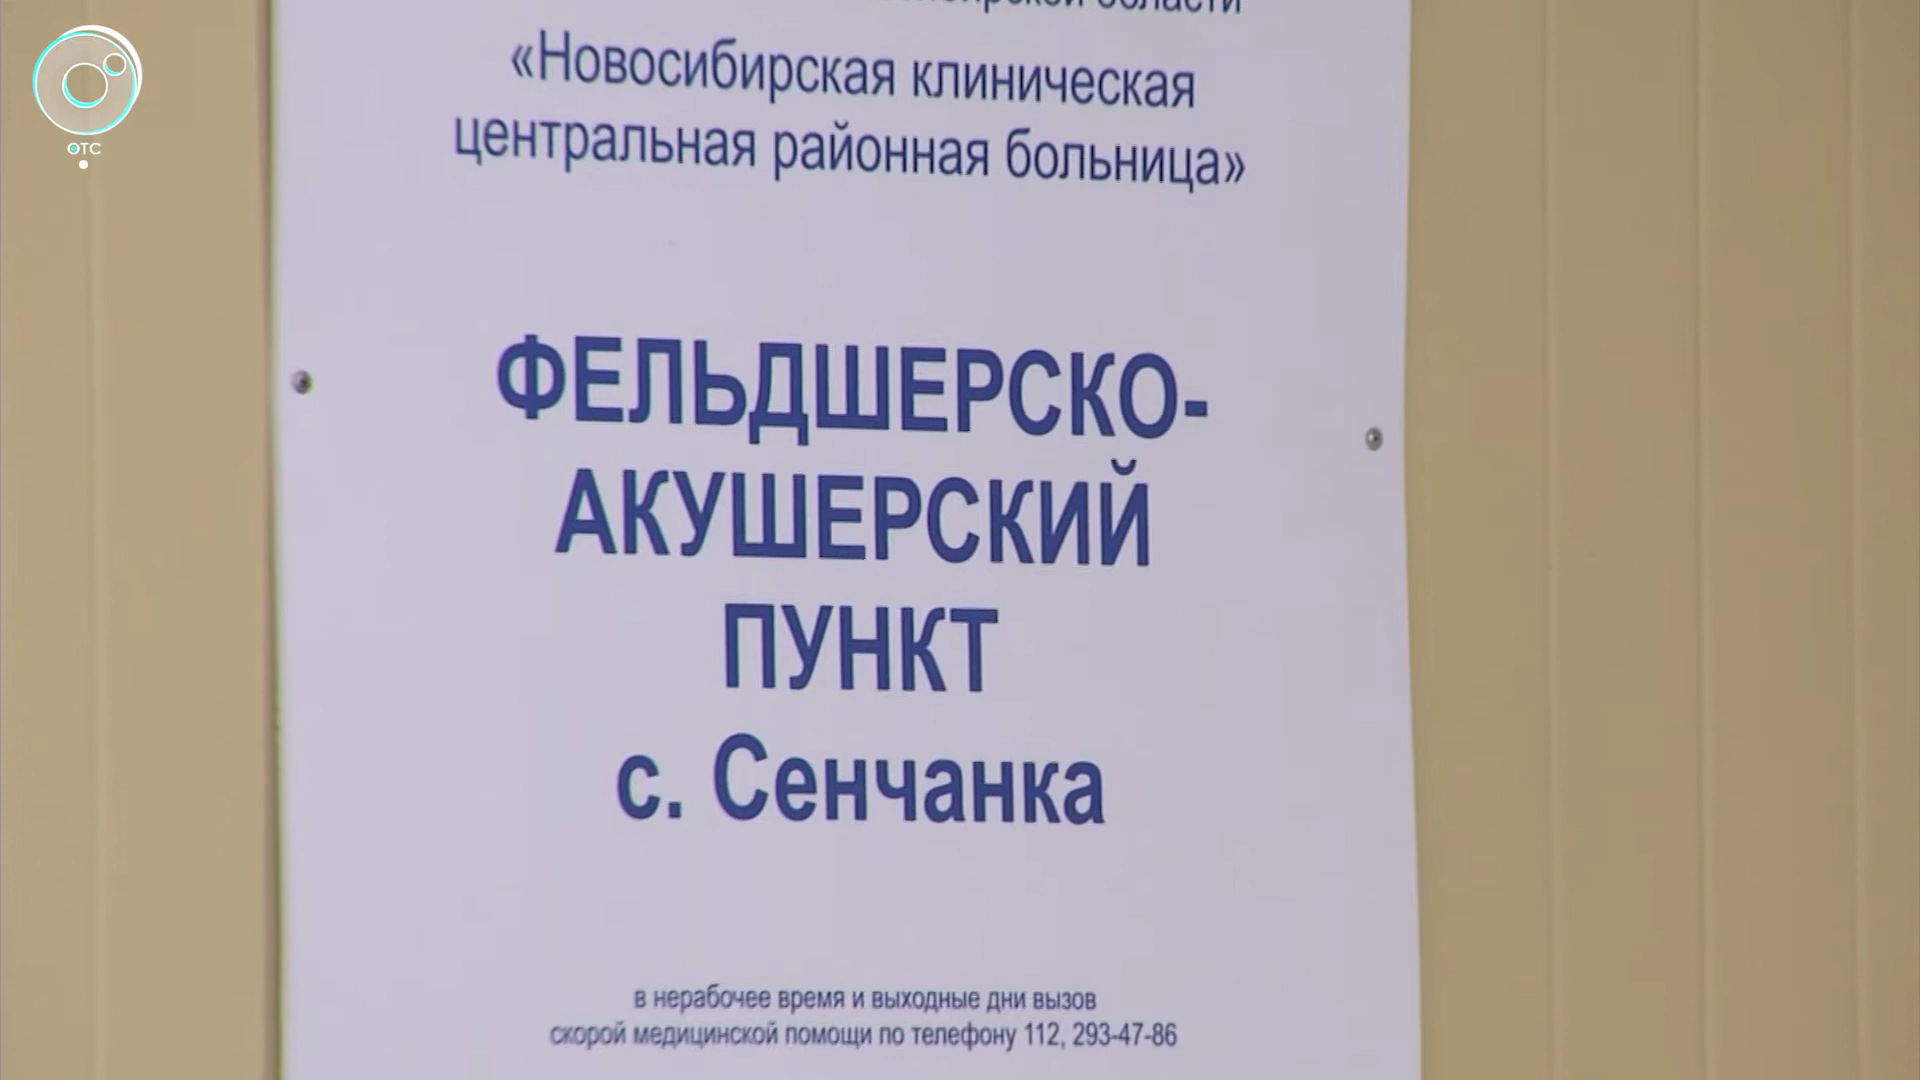 ОТС
области
«Новосибирская клиническая
центральная районная больница»
ФЕЛЬДШЕРСКО-
АКУШЕРСКИЙ
ПУНКТ
с. Сенчанка
в нерабочее время и выходные дни вызов
скорой медицинской помощи по телефону 112, 293-47-86